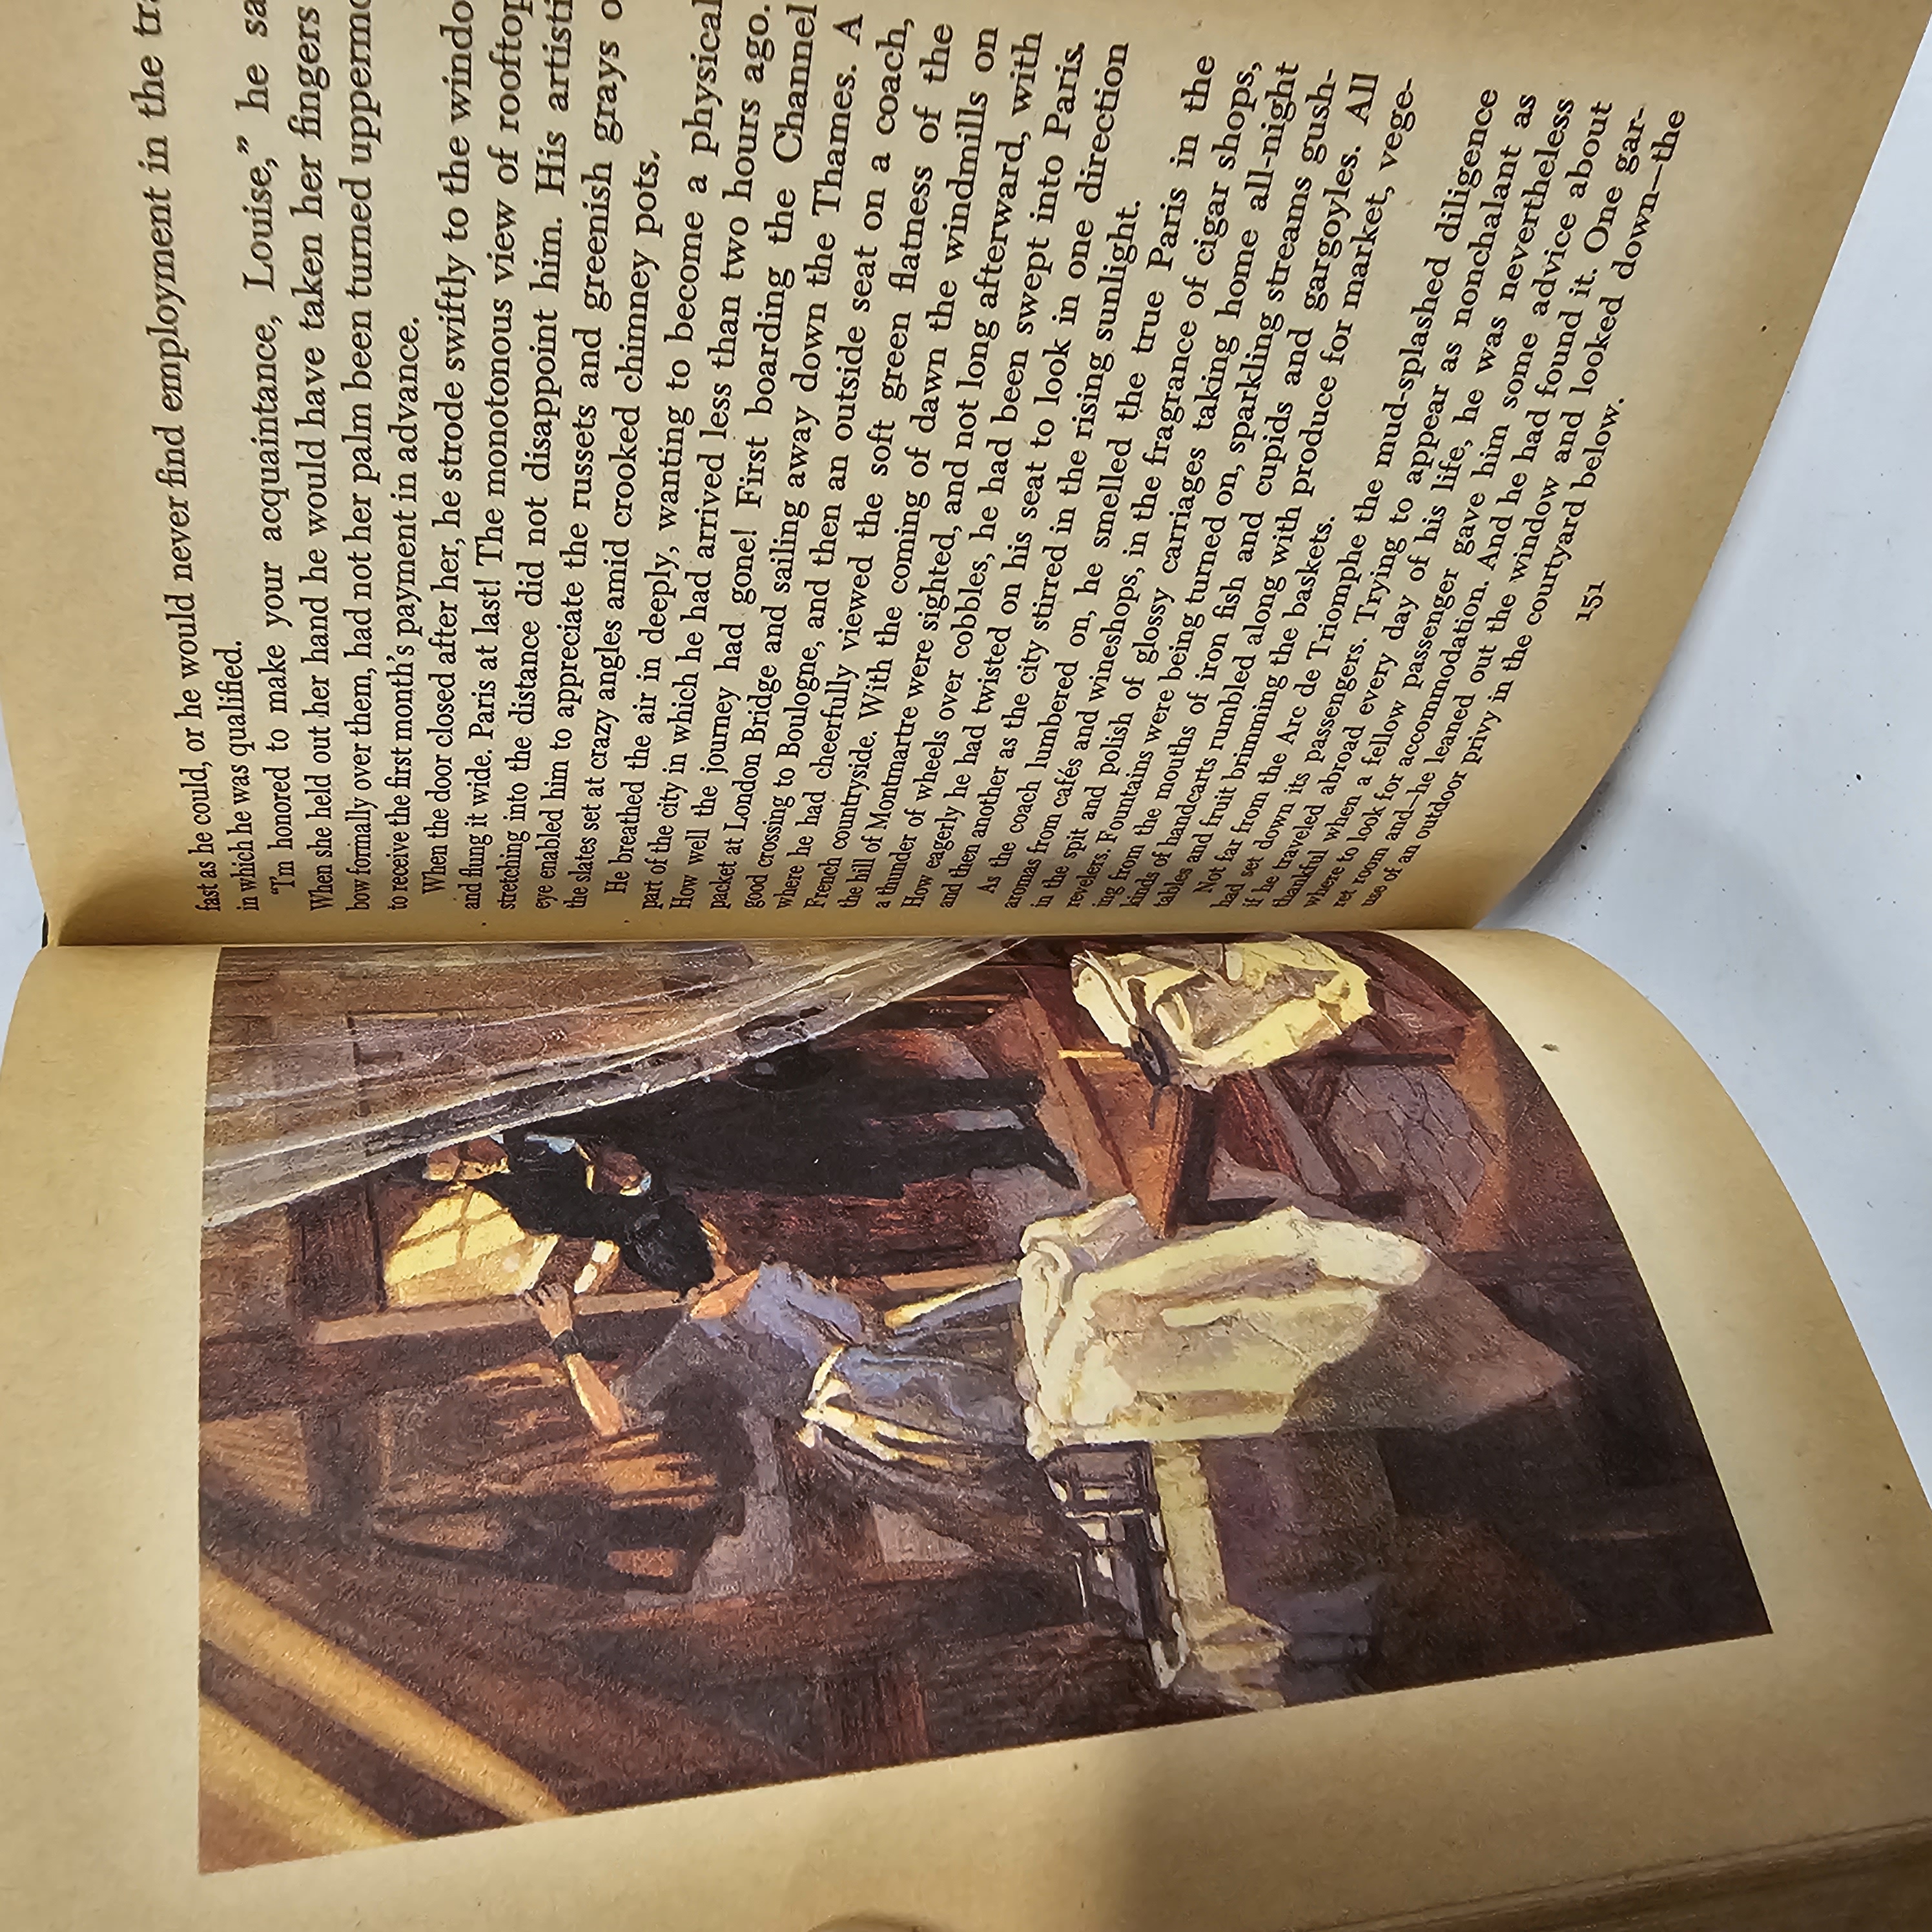 fast as he could, or he would never find employment in the
in which he was qualified.
“I’m honored to make your acquaintance, Louise,” he
When she held out her hand he would have taken her fingers
bow formally over them, had not her palm been turned
to receive the first month’s payment in advance.
When the door closed after her, he strode swiftly to the
and flung it wide. Paris at last! The monotonous view of
stretching into the distance did not disappoint him. His
eye enabled him to appreciate the russets and greenish grays
the slates set at crazy angles amid crooked chimney pots.
He breathed the air in deeply, wanting to become a physical
part of the city in which he had arrived less than two hours ago.
How well the journey had gone! First boarding the Channel
packet at London Bridge and sailing away down the Thames. A
good crossing to Boulogne, and then an outside seat on a coach,
where he had cheerfully viewed the soft green flatness of the
French countryside. With the coming of dawn the windmills on
the hill of Montmartre were sighted, and not long afterward, with
a thunder of wheels over cobbles, he had been swept into Paris.
How eagerly he had twisted on his seat to look in one direction
and then another as the city stirred in the rising sunlight.
As the coach lumbered on, he smelled the true Paris in the
aromas from cafés and wineshops, in the fragrance of cigar shops,
in the spit and polish of glossy carriages taking home all-night
revelers. Fountains were being turned on, sparkling streams gush-
ing from the mouths of iron fish and cupids and gargoyles. All
kinds of handcarts rumbled along with produce for market, vege-
tables and fruit brimming the baskets.
Not far from the Arc de Triomphe the mud-splashed diligence
had set down its passengers. Trying to appear as nonchalant as
if he traveled abroad every day of his life, he was nevertheless
thankful when a fellow passenger gave him some advice about
where to look for accommodation. And he had found it. One gar-
ret room and—he leaned out the window and looked down—the
use of an outdoor privy in the courtyard below.
151